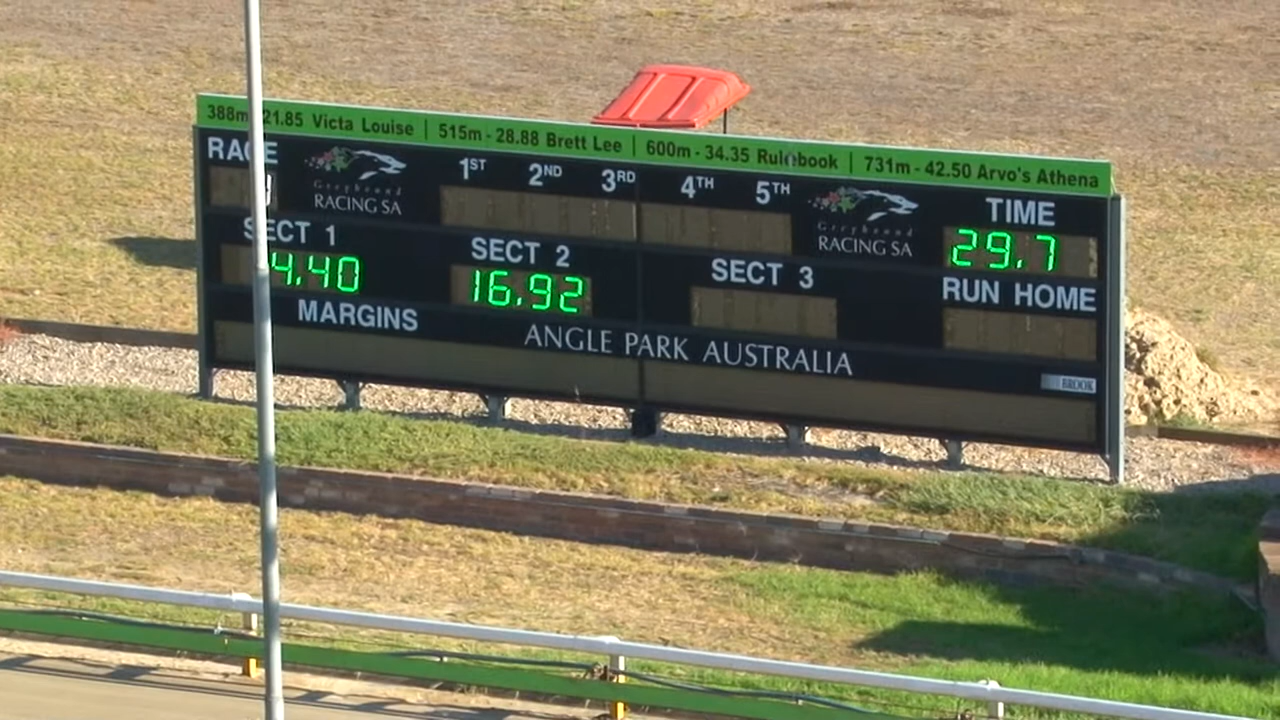 388m 21.85 Victa Louise | 515m - 28.88 Brett Lee | 600m - 34.35 Rulebook | 731m - 42.50 Arvo's Athena
RACE
Greyhound
RACING SA
1ST 2ND 3RD 4TH 5TH
Greyhound
RACING SA
TIME
29.7
SECT 1
4.40
SECT 2
16.92
SECT 3
RUN HOME
MARGINS
ANGLE PARK AUSTRALIA
BROOK